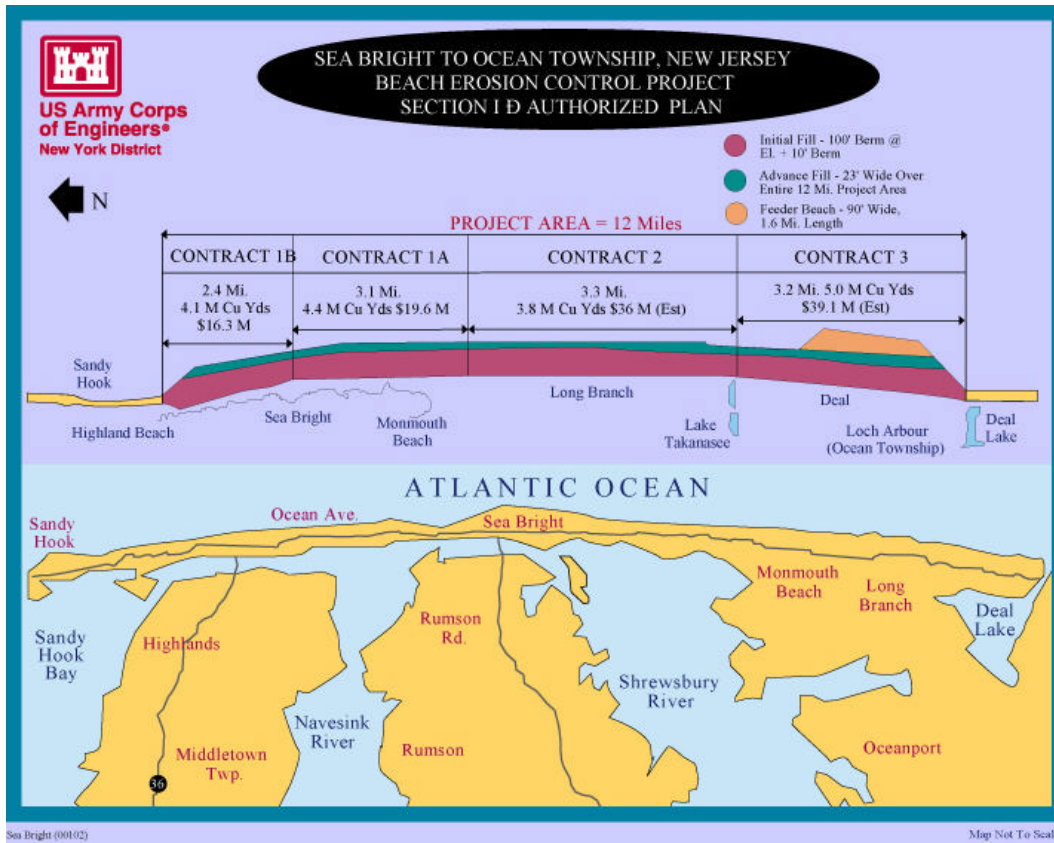 SEA BRIGHT TO OCEAN TOWNSHIP, NEW JERSEY
BEACH EROSION CONTROL PROJECT
SECTION I Ð AUTHORIZED PLAN
US Army Corps
of Engineers®
New York District
Initial Fill - 100' Berm @
El. + 10' Berm
Advance Fill - 23' Wide Over
Entire 12 Mi. Project Area
Feeder Beach - 90' Wide,
1.6 Mi. Length
N
PROJECT AREA = 12 Miles
CONTRACT 1B
CONTRACT 1A
CONTRACT 2
CONTRACT 3
2.4 Mi.
4.1 M Cu Yds
$16.3 M
3.1 Mi.
4.4 M Cu Yds $19.6 M
3.3 Mi.
3.8 M Cu Yds $36 M (Est)
3.2 Mi. 5.0 M Cu Yds
$39.1 M (Est)
Sandy
Hook
Highland Beach
Sea Bright
Monmouth
Beach
Long Branch
Lake
Takanasee
Deal
Loch Arbour
(Ocean Township)
Deal
Lake
ATLANTIC OCEAN
Sandy
Hook
Ocean Ave.
Sea Bright
Monmouth
Beach
Long
Branch
Deal
Lake
Sandy
Hook
Bay
Highlands
Rumson
Rd.
Shrewsbury
River
Navesink
River
Middletown
Twp.
Rumson
Oceanport
36
Sea Bright (00102)
Map Not To Scal